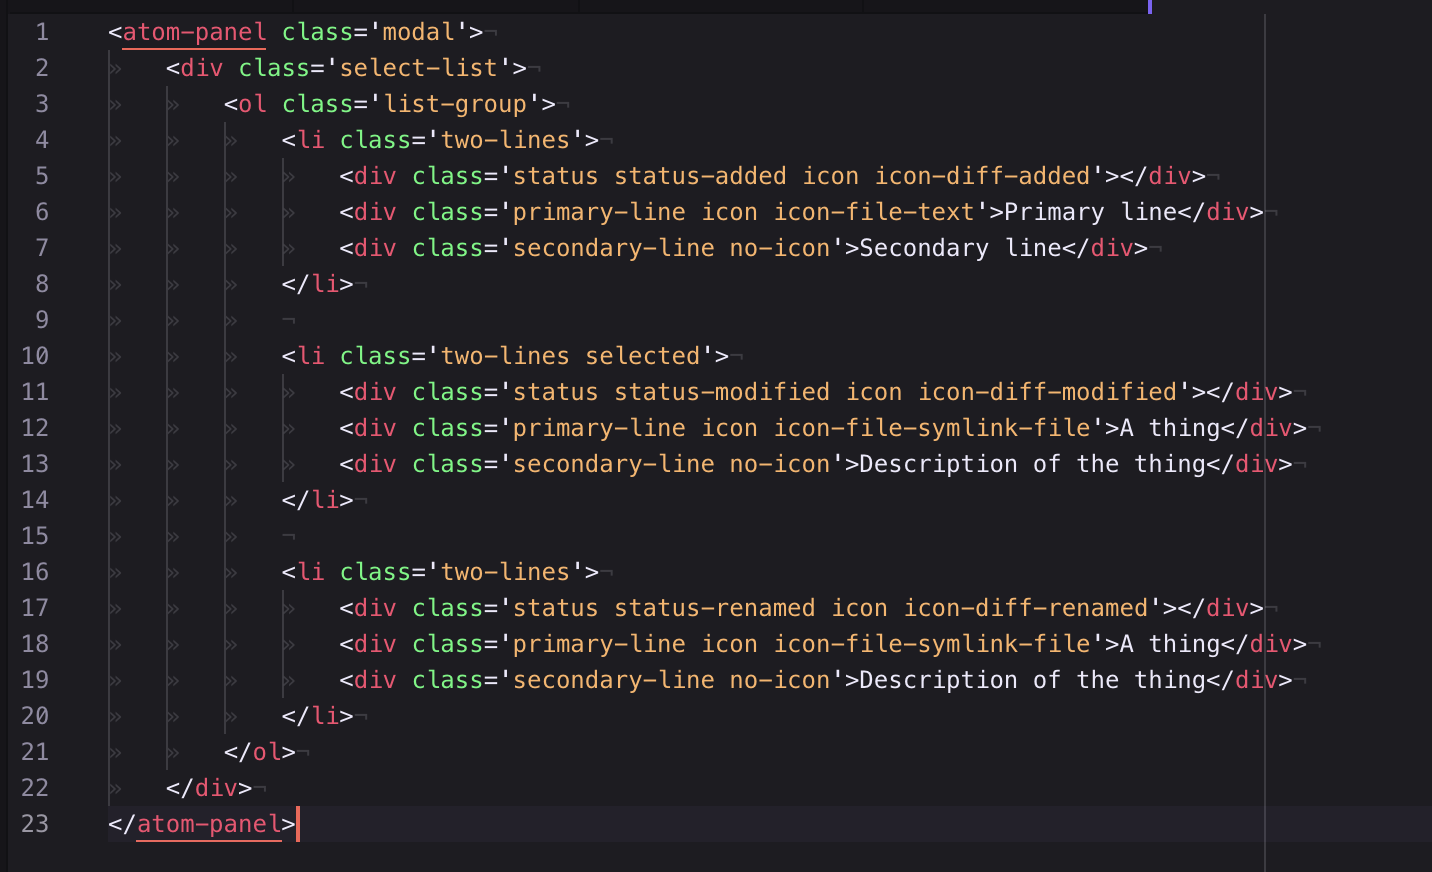 1 <atom-panel class='modal'>¬
2 » <div class='select-list'>¬
3 » » <ol class='list-group'>¬
4 » » » <li class='two-lines'>¬
5 » » » » <div class='status status-added icon icon-diff-added'></div>¬
6 » » » » <div class='primary-line icon icon-file-text'>Primary line</div>¬
7 » » » » <div class='secondary-line no-icon'>Secondary line</div>¬
8 » » » </li>¬
9 » » » ¬
10 » » » <li class='two-lines selected'>¬
11 » » » » <div class='status status-modified icon icon-diff-modified'></div>¬
12 » » » » <div class='primary-line icon icon-file-symlink-file'>A thing</div>¬
13 » » » » <div class='secondary-line no-icon'>Description of the thing</div>¬
14 » » » </li>¬
15 » » » ¬
16 » » » <li class='two-lines'>¬
17 » » » » <div class='status status-renamed icon icon-diff-renamed'></div>¬
18 » » » » <div class='primary-line icon icon-file-symlink-file'>A thing</div>¬
19 » » » » <div class='secondary-line no-icon'>Description of the thing</div>¬
20 » » » </li>¬
21 » » </ol>¬
22 » </div>¬
23 </atom-panel>